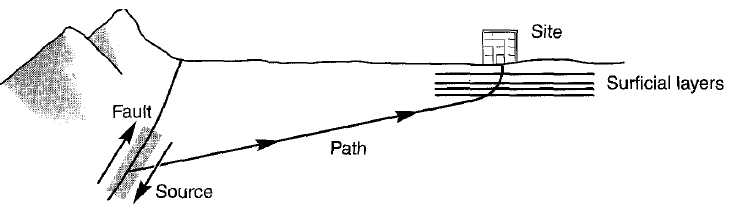 Site
Surficial layers
Fault
Path
Source